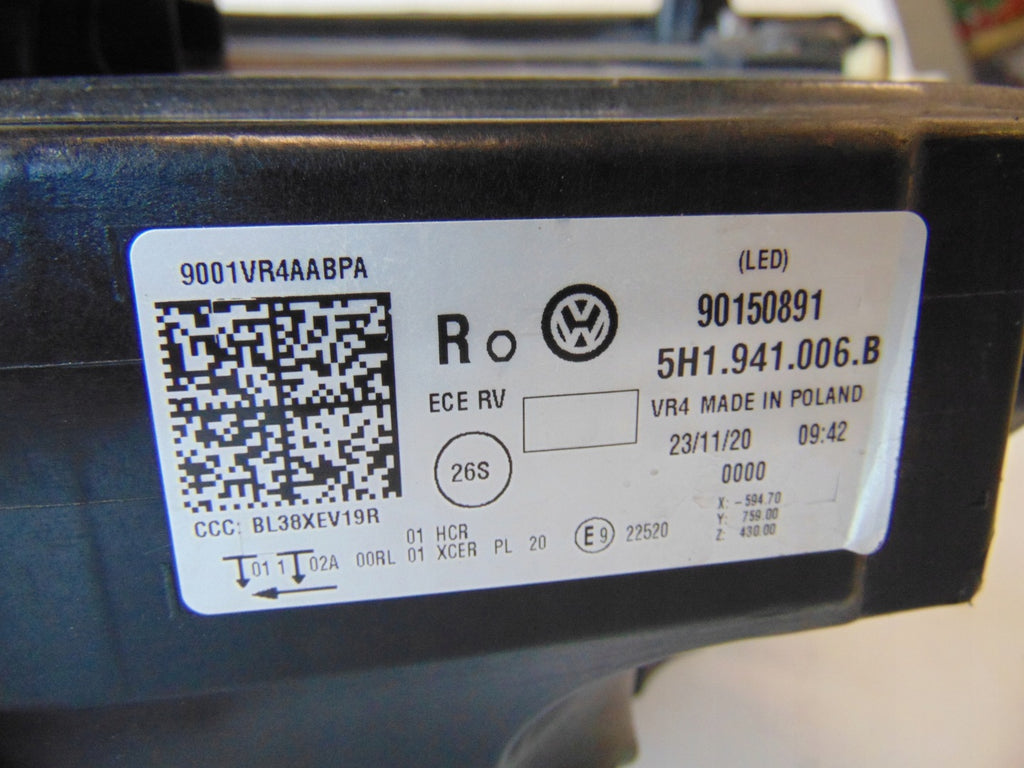 9001VR4AABPA
CCC: BL38XEV19R
R
ECE RV
26S
(LED)
90150891
5H1.941.006.B
VR4 MADE IN POLAND
23/11/20 09:42
0000
X: -594.70
Y: 759.00
Z: 430.00
01 HCR
01 1 02A 00RL 01 XCER PL 20 E9 22520